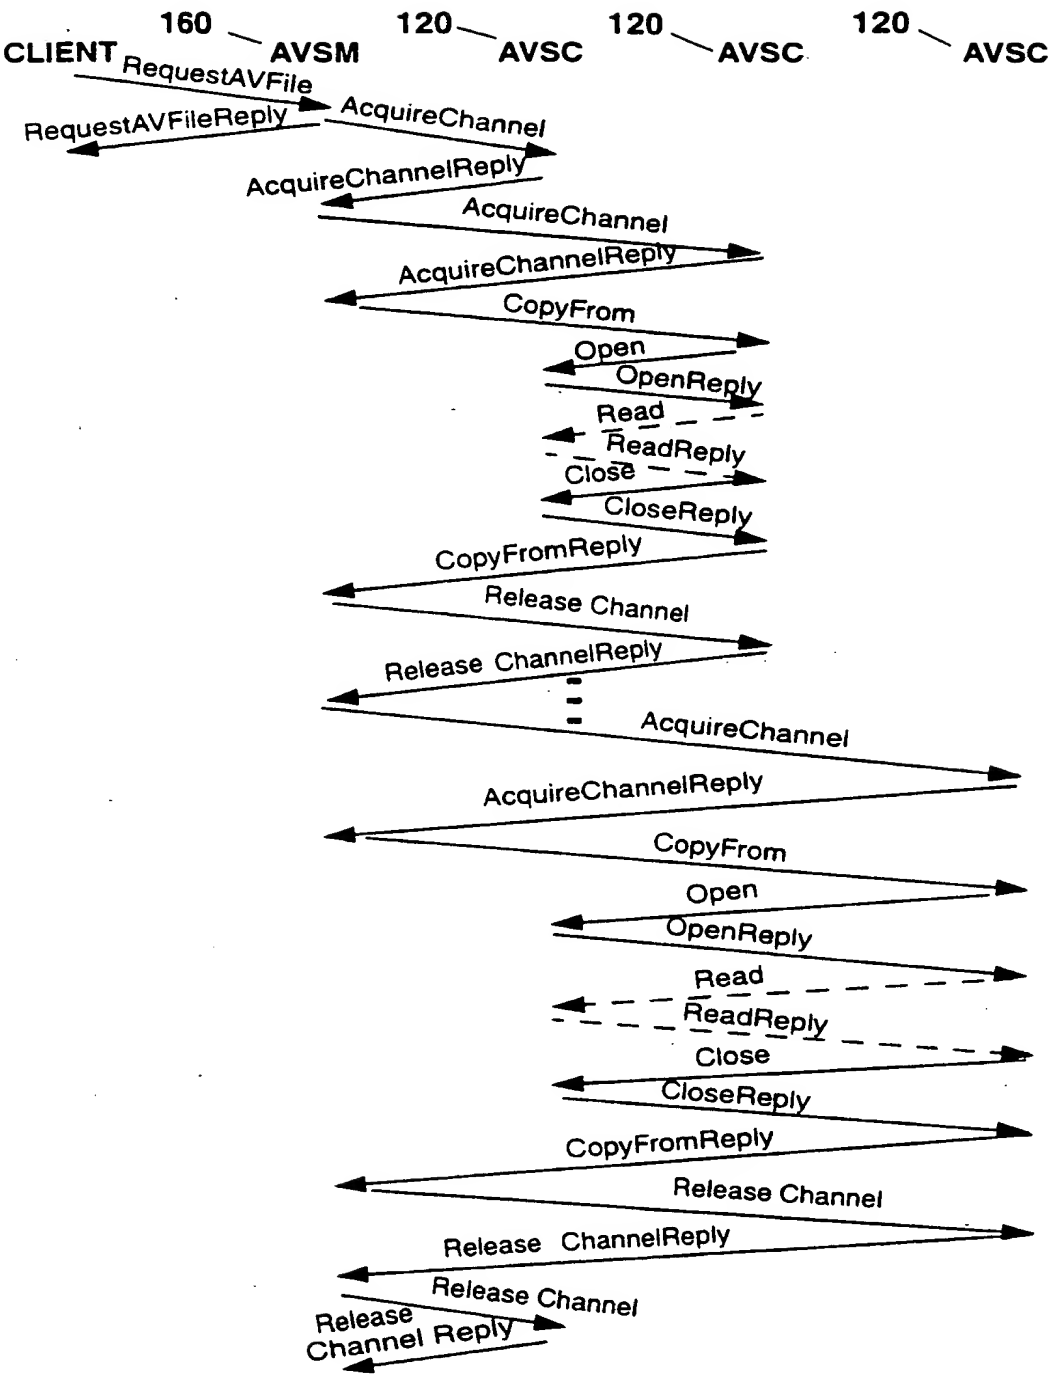 160 120 120 120
CLIENT AVSM AVSC AVSC AVSC
RequestAVFile
AcquireChannel
RequestAVFileReply
AcquireChannelReply
AcquireChannel
AcquireChannelReply
CopyFrom
Open
OpenReply
Read
ReadReply
Close
CloseReply
CopyFromReply
Release Channel
Release ChannelReply
AcquireChannel
AcquireChannelReply
CopyFrom
Open
OpenReply
Read
ReadReply
Close
CloseReply
CopyFromReply
Release Channel
Release ChannelReply
Release Channel
Release
Channel Reply